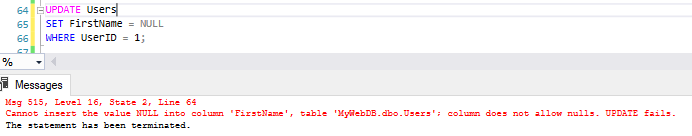 64 UPDATE Users
65 SET FirstName = NULL
66 WHERE UserID = 1;
67
%
Messages
Msg 515, Level 16, State 2, Line 64
Cannot insert the value NULL into column 'FirstName', table 'MyWebDB.dbo.Users'; column does not allow nulls. UPDATE fails.
The statement has been terminated.